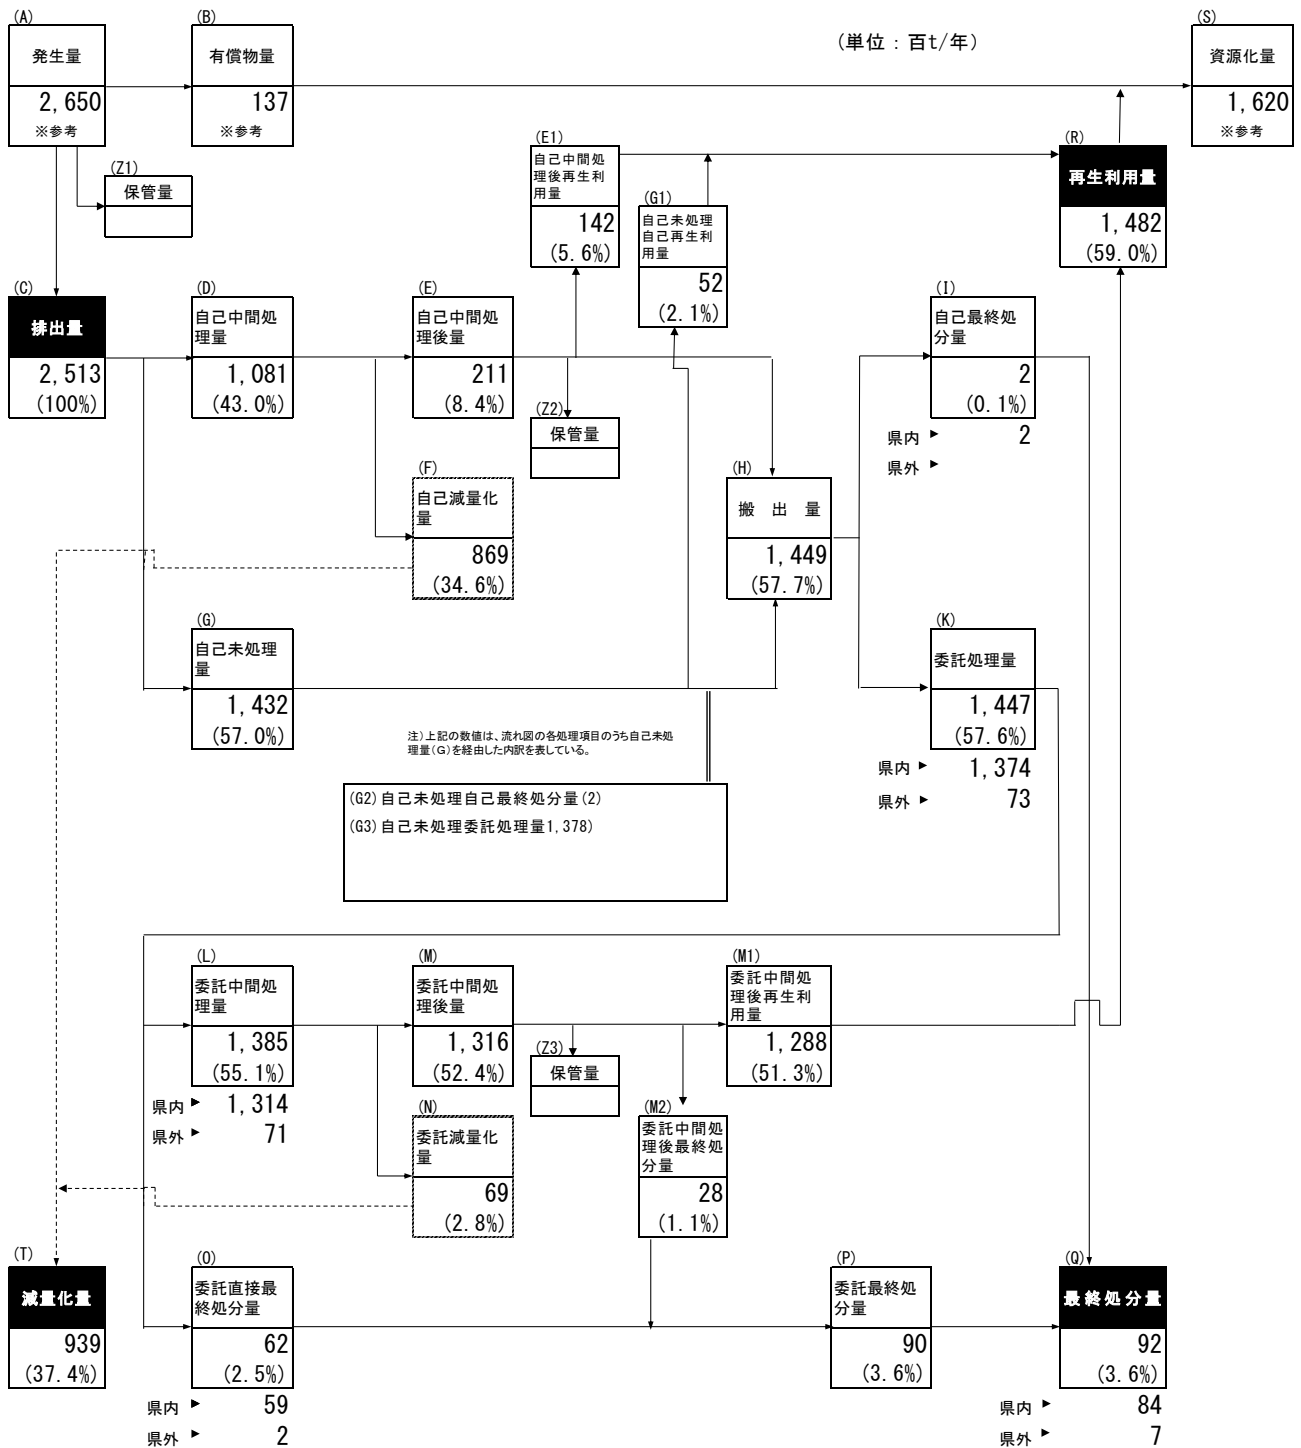 (A)
発生量
2,650
※参考
(B)
有償物量
137
※参考
(単位：百t/年)
(S)
資源化量
1,620
※参考
(Z1)
保管量
(E1)
自己中間処
理後再生利
用量
142
(5.6%)
(G1)
自己未処理
自己再生利
用量
52
(2.1%)
(R)
再生利用量
1,482
(59.0%)
(C)
排出量
2,513
(100%)
(D)
自己中間処
理量
1,081
(43.0%)
(E)
自己中間処
理後量
211
(8.4%)
(Z2)
保管量
(I)
自己最終処
分量
2
(0.1%)
県内 ▶ 2
県外 ▶
(F)
自己減量化
量
869
(34.6%)
(H)
搬 出 量
1,449
(57.7%)
(G)
自己未処理
量
1,432
(57.0%)
(K)
委託処理量
1,447
(57.6%)
県内 ▶ 1,374
県外 ▶ 73
注)上記の数値は、流れ図の各処理項目のうち自己未処
理量(G)を経由した内訳を表している。
(G2)自己未処理自己最終処分量(2)
(G3)自己未処理委託処理量1,378)
(L)
委託中間処
理量
1,385
(55.1%)
県内 ▶ 1,314
県外 ▶ 71
(M)
委託中間処
理後量
1,316
(52.4%)
(Z3)
保管量
(M1)
委託中間処
理後再生利
用量
1,288
(51.3%)
(N)
委託減量化
量
69
(2.8%)
(M2)
委託中間処
理後最終処
分量
28
(1.1%)
(T)
減量化量
939
(37.4%)
(O)
委託直接最
終処分量
62
(2.5%)
県内 ▶ 59
県外 ▶ 2
(P)
委託最終処
分量
90
(3.6%)
(Q)
最終処分量
92
(3.6%)
県内 ▶ 84
県外 ▶ 7